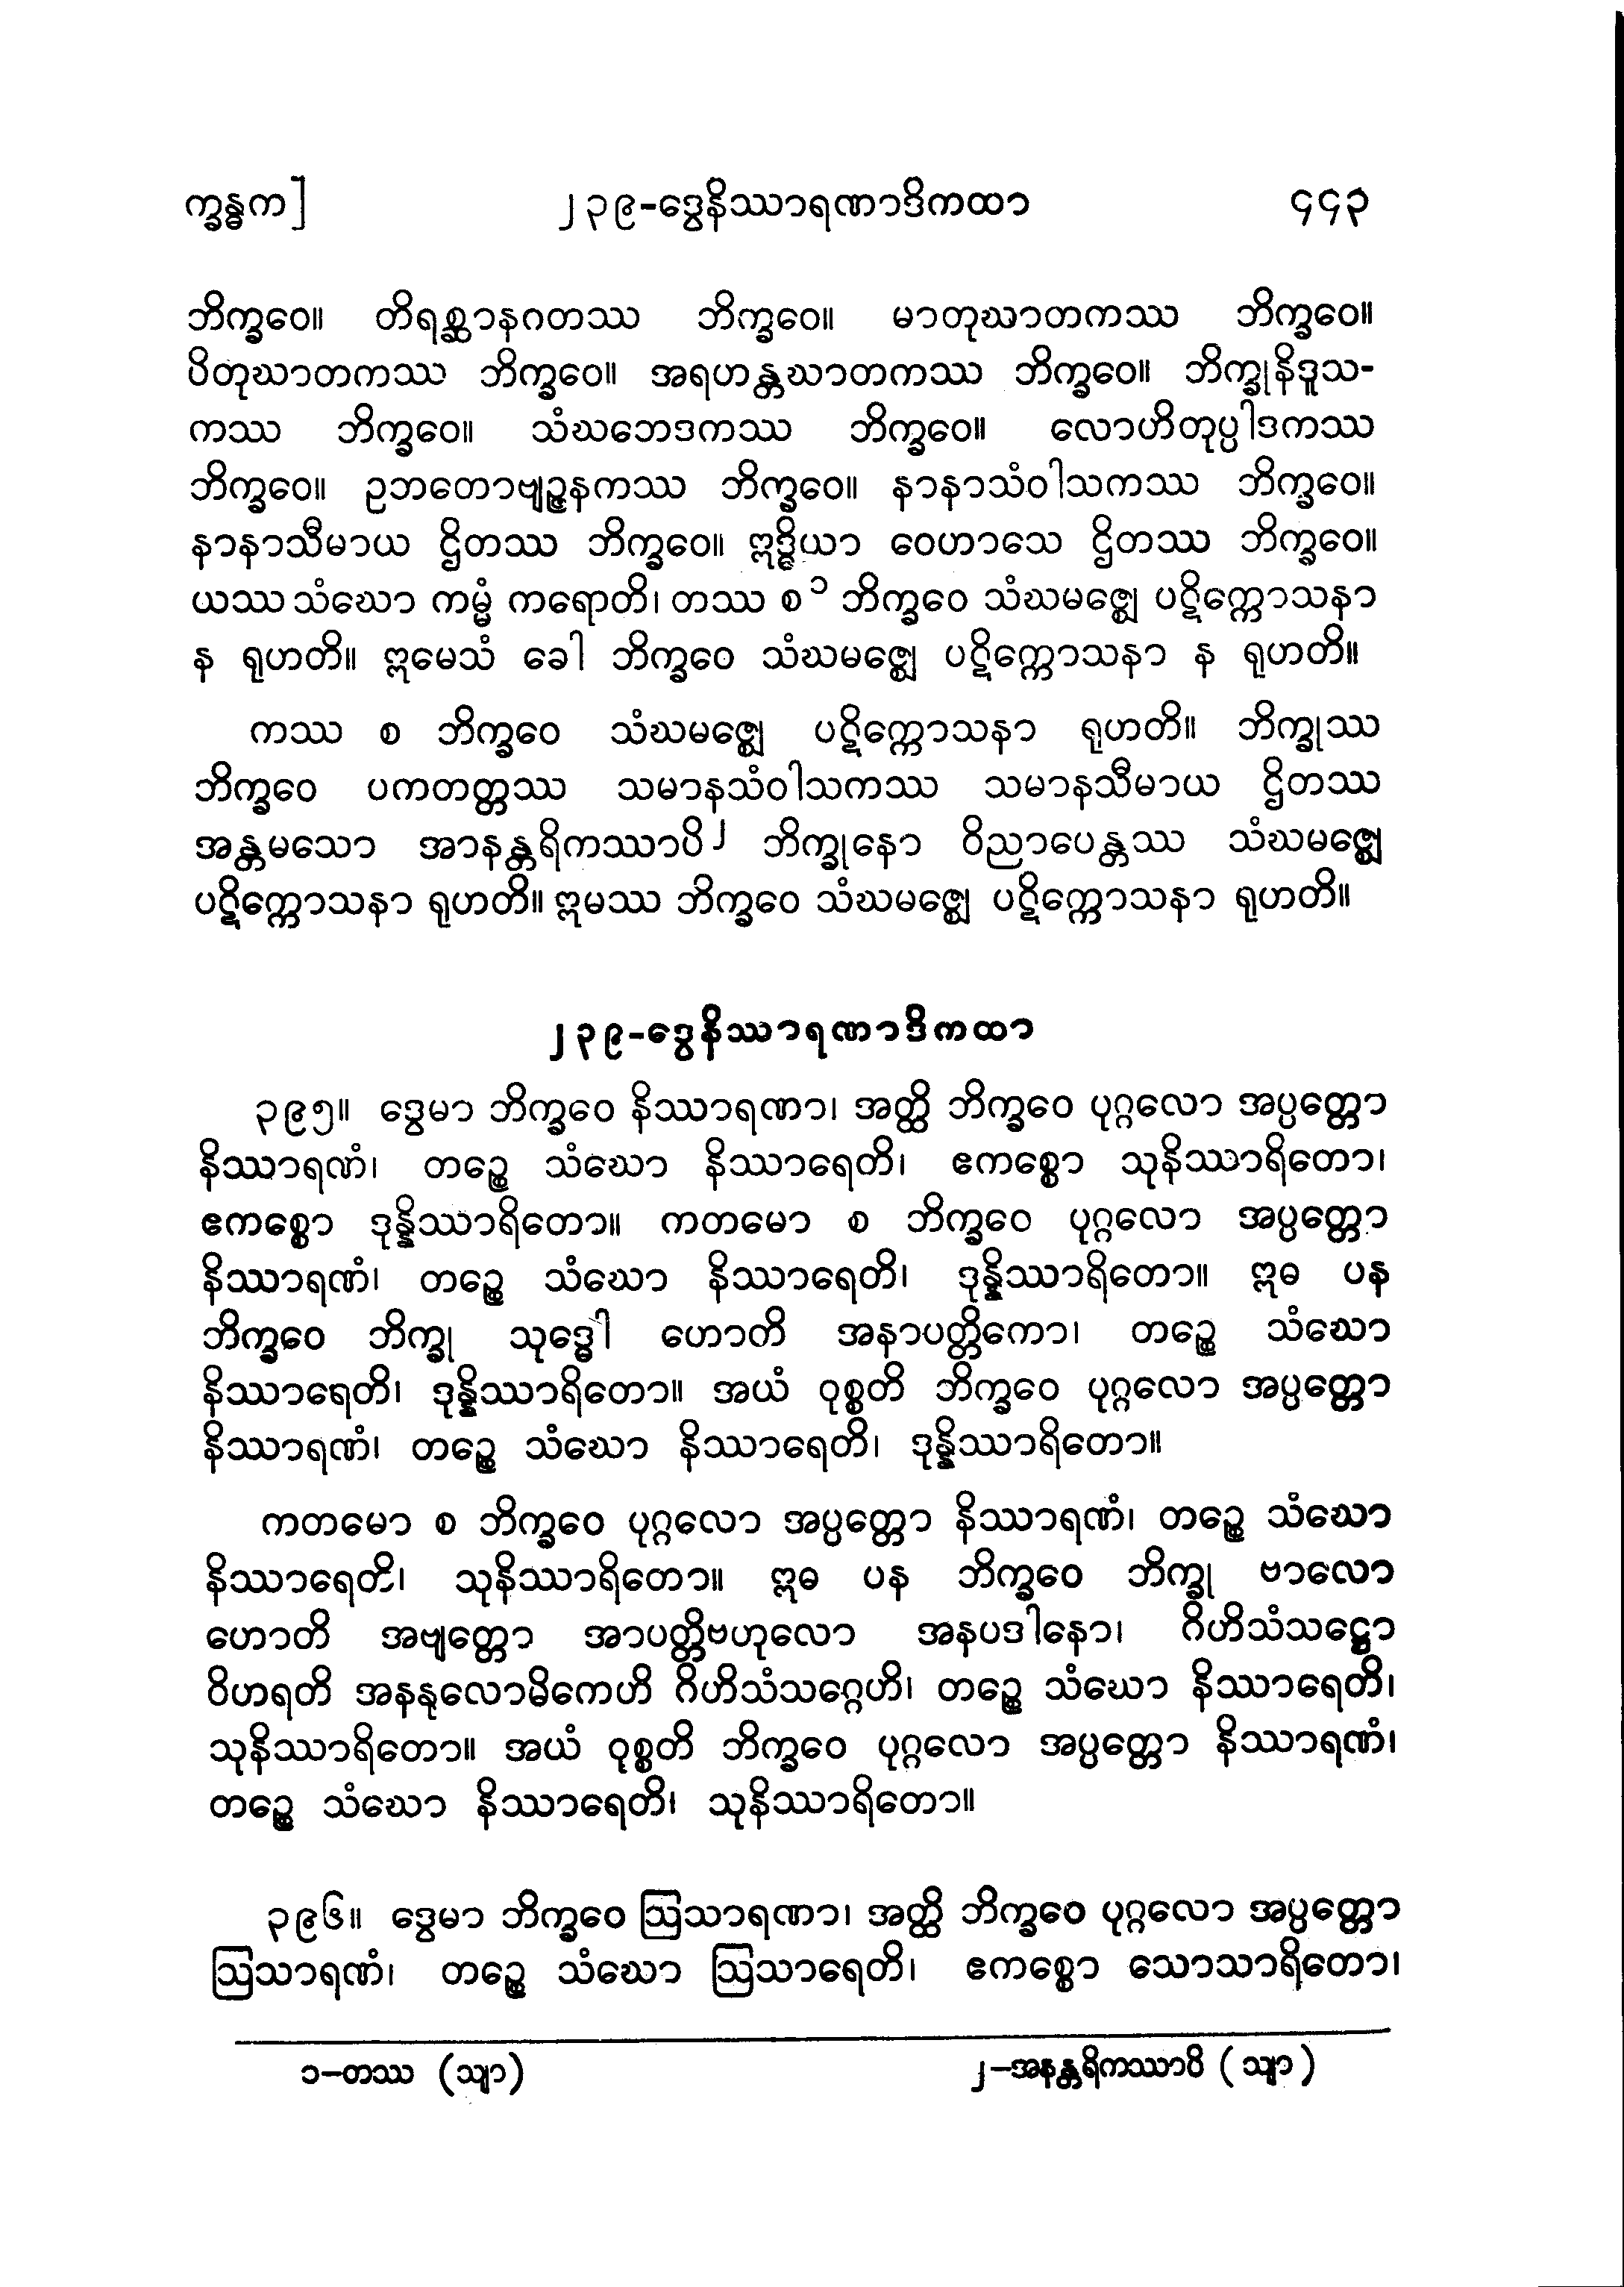 က္ခန္ဓက] ၂၃၉-ဒွေနိဿာရဏာဒိကထာ ၄၄၃
ဘိက္ခဝေ။ တိရစ္ဆာနဂတဿ ဘိက္ခဝေ။ မာတုဃာတကဿ ဘိက္ခဝေ။
ပိတုဃာတကဿ ဘိက္ခဝေ။ အရဟန္တဃာတကဿ ဘိက္ခဝေ။ ဘိက္ခုနိဒူသ-
ကဿ ဘိက္ခဝေ။ သံဃဘေဒကဿ ဘိက္ခဝေ။ လောဟိတုပ္ပါဒကဿ
ဘိက္ခဝေ။ ဥဘတောဗျဉ္ဇနကဿ ဘိက္ခဝေ။ နာနာသံဝါသကဿ ဘိက္ခဝေ။
နာနာသီမာယ ဌိတဿ ဘိက္ခဝေ။ ဣဒ္ဓိယာ ဝေဟာသေ ဌိတဿ ဘိက္ခဝေ။
ယဿ သံဃော ကမ္မံ ကရောတိ၊ တဿ စ ၁ ဘိက္ခဝေ သံဃမဇ္ဈေ ပဋိက္ကောသနာ
န ရုဟတိ။ ဣမေသံ ခေါ ဘိက္ခဝေ သံဃမဇ္ဈေ ပဋိက္ကောသနာ န ရုဟတိ။
ကဿ စ ဘိက္ခဝေ သံဃမဇ္ဈေ ပဋိက္ကောသနာ ရုဟတိ။ ဘိက္ခုဿ
ဘိက္ခဝေ ပကတတ္တဿ သမာနသံဝါသကဿ သမာနသီမာယ ဌိတဿ
အန္တမသော အာနန္တရိကဿာပိ ၂ ဘိက္ခုနော ဝိညာပေန္တဿ သံဃမဇ္ဈေ
ပဋိက္ကောသနာ ရုဟတိ။ ဣမဿ ဘိက္ခဝေ သံဃမဇ္ဈေ ပဋိက္ကောသနာ ရုဟတိ။
၂၃၉-ဒွေနိဿာရဏာဒိကထာ
၃၉၅။ ဒွေမာ ဘိက္ခဝေ နိဿာရဏာ၊ အတ္ထိ ဘိက္ခဝေ ပုဂ္ဂလော အပ္ပတ္တော
နိဿာရဏံ၊ တဉ္စေ သံဃော နိဿာရေတိ၊ ဧကစ္စော သုနိဿာရိတော၊
ဧကစ္စော ဒုန္နိဿာရိတော။ ကတမော စ ဘိက္ခဝေ ပုဂ္ဂလော အပ္ပတ္တော
နိဿာရဏံ၊ တဉ္စေ သံဃော နိဿာရေတိ၊ ဒုန္နိဿာရိတော။ ဣဓ ပန
ဘိက္ခဝေ ဘိက္ခု သုဒ္ဓေါ ဟောတိ အနာပတ္တိကော၊ တဉ္စေ သံဃော
နိဿာရေတိ၊ ဒုန္နိဿာရိတော။ အယံ ဝုစ္စတိ ဘိက္ခဝေ ပုဂ္ဂလော အပ္ပတ္တော
နိဿာရဏံ၊ တဉ္စေ သံဃော နိဿာရေတိ၊ ဒုန္နိဿာရိတော။
ကတမော စ ဘိက္ခဝေ ပုဂ္ဂလော အပ္ပတ္တော နိဿာရဏံ၊ တဉ္စေ သံဃော
နိဿာရေတိ၊ သုနိဿာရိတော။ ဣဓ ပန ဘိက္ခဝေ ဘိက္ခု ဗာလော
ဟောတိ အဗျတ္တော အာပတ္တိဗဟုလော အနပဒါနော၊ ဂိဟိသံသဋ္ဌော
ဝိဟရတိ အနနုလောမိကေဟိ ဂိဟိသံသဂ္ဂေဟိ၊ တဉ္စေ သံဃော နိဿာရေတိ၊
သုနိဿာရိတော။ အယံ ဝုစ္စတိ ဘိက္ခဝေ ပုဂ္ဂလော အပ္ပတ္တော နိဿာရဏံ၊
တဉ္စေ သံဃော နိဿာရေတိ၊ သုနိဿာရိတော။
၃၉၆။ ဒွေမာ ဘိက္ခဝေ ဩသာရဏာ၊ အတ္ထိ ဘိက္ခဝေ ပုဂ္ဂလော အပ္ပတ္တော
ဩသာရဏံ၊ တဉ္စေ သံဃော ဩသာရေတိ၊ ဧကစ္စော သောသာရိတော၊
၁-တဿ (သျာ) ၂-အနန္တရိကဿာပိ (သျာ)